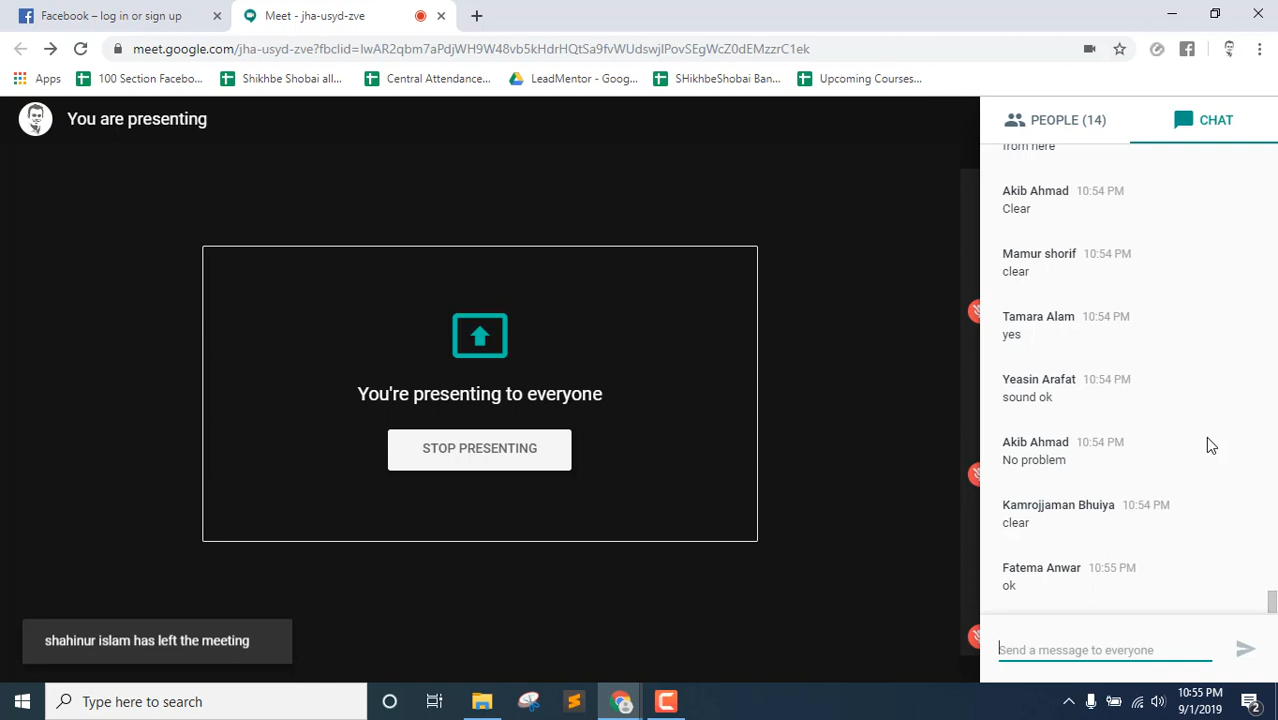 Facebook – log in or sign up
Meet - jha-usyd-zve
meet.google.com/jha-usyd-zve?fbclid=IwAR2qbm7aPdjWH9W48vb5kHdrHQtSa9fvWUdswjIPovSEgWcZ0dEMzzrC1ek
Apps
100 Section Facebo...
Shikhbe Shobai all...
Central Attendance...
LeadMentor - Goog...
SHikhbeShobai Ban...
Upcoming Courses...
You are presenting
PEOPLE (14)
CHAT
from here
Akib Ahmad 10:54 PM
Clear
Mamur shorif 10:54 PM
clear
Tamara Alam 10:54 PM
yes
Yeasin Arafat 10:54 PM
sound ok
Akib Ahmad 10:54 PM
No problem
Kamrojjaman Bhuiya 10:54 PM
clear
Fatema Anwar 10:55 PM
ok
Send a message to everyone
You're presenting to everyone
STOP PRESENTING
shahinur islam has left the meeting
Type here to search
10:55 PM
9/1/2019
2